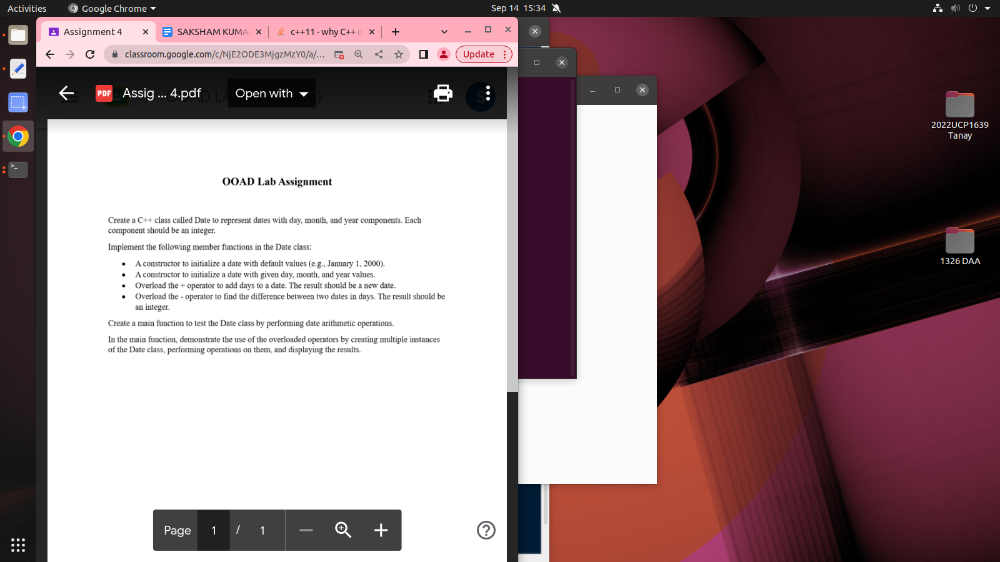 Activities
Google Chrome
Sep 14 15:34
Assignment 4
SAKSHAM KUMA
c++11 - why C++ o
classroom.google.com/c/NjE2ODE3MjgzMzY0/a/...
Update
PDF
Assig ... 4.pdf
Open with
OOAD Lab Assignment
Create a C++ class called Date to represent dates with day, month, and year components. Each
component should be an integer.
Implement the following member functions in the Date class:
• A constructor to initialize a date with default values (e.g., January 1, 2000).
• A constructor to initialize a date with given day, month, and year values.
• Overload the + operator to add days to a date. The result should be a new date.
• Overload the - operator to find the difference between two dates in days. The result should be
an integer.
Create a main function to test the Date class by performing date arithmetic operations.
In the main function, demonstrate the use of the overloaded operators by creating multiple instances
of the Date class, performing operations on them, and displaying the results.
Page 1 / 1
2022UCP1639
Tanay
1326 DAA